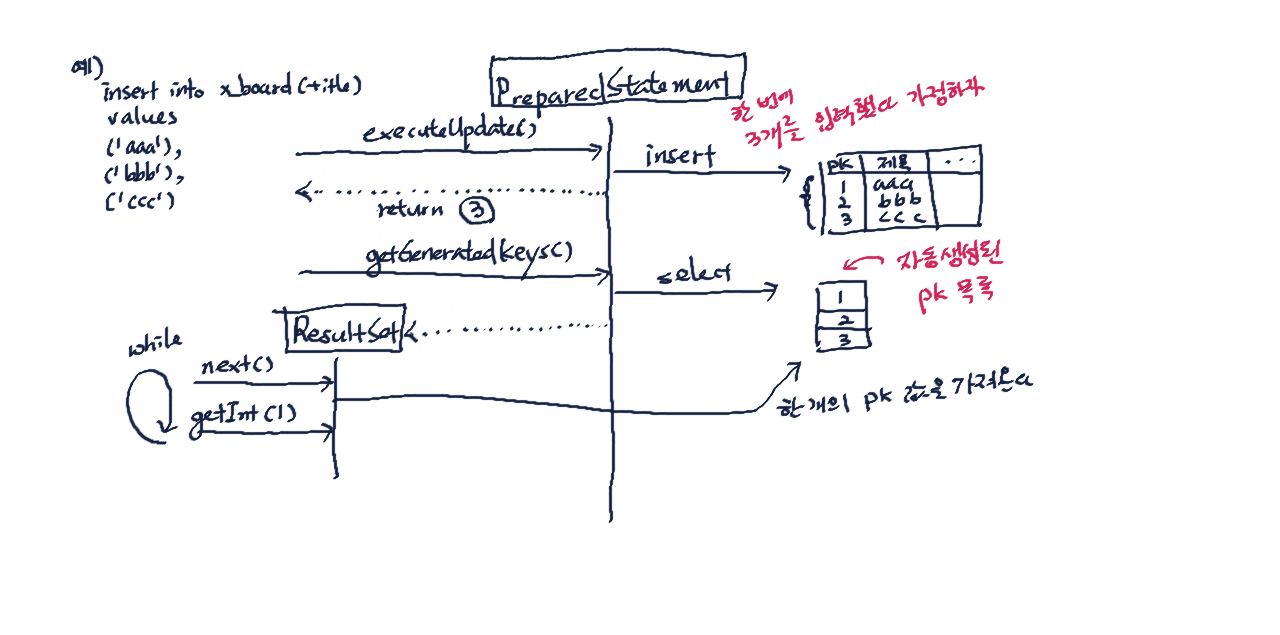 예)
insert into x_board(title)
values
('aaa'),
('bbb'),
('ccc')
PreparedStatement
한 번에
3개를 입력했다 가정하자
executeUpdate()
insert
pk 제목 ...
1 aaa
2 bbb
3 ccc
return ③
getGeneratedKeys()
select
자동생성된
pk 목록
1
2
3
ResultSet
while
next()
getInt(1)
한 개의 pk 값을 가져온다